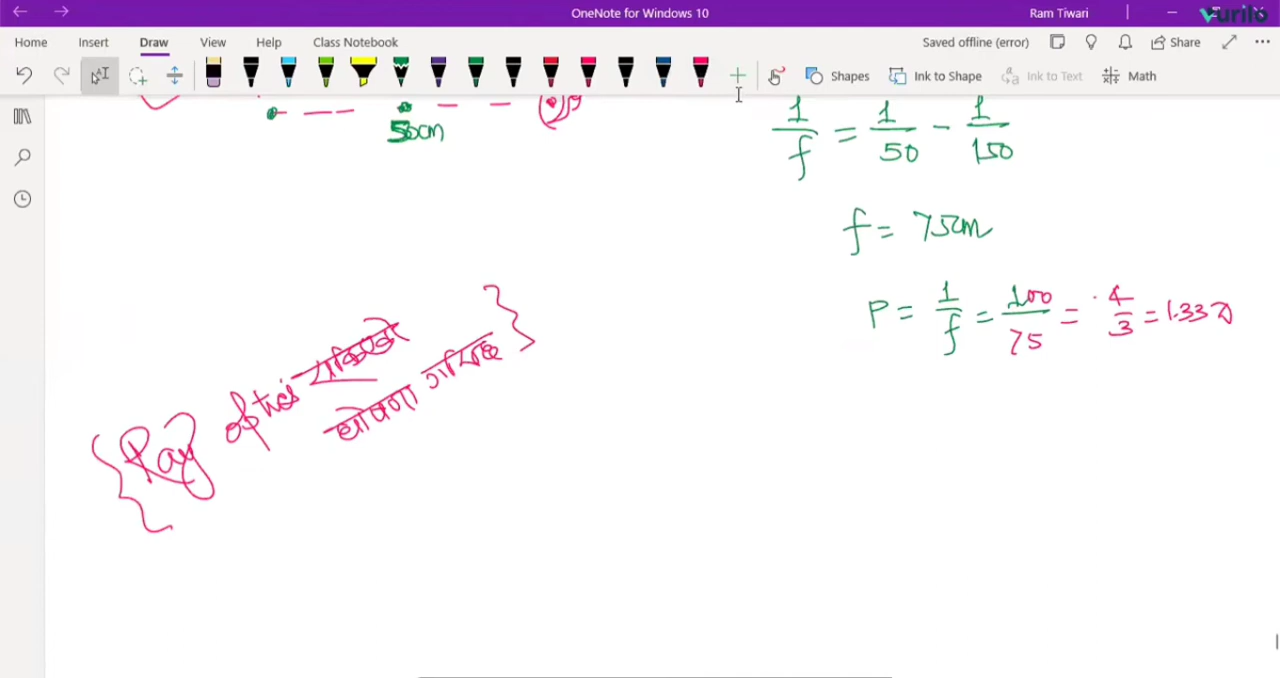 OneNote for Windows 10
Ram Tiwari
Vurilo
Home Insert Draw View Help Class Notebook
Saved offline (error) Share
Shapes Ink to Shape Ink to Text Math
50cm
1/f = 1/50 - 1/150
f = 75cm
P = 1/f = 100/75 = 4/3 = 1.33 D
{ Ray optics
}